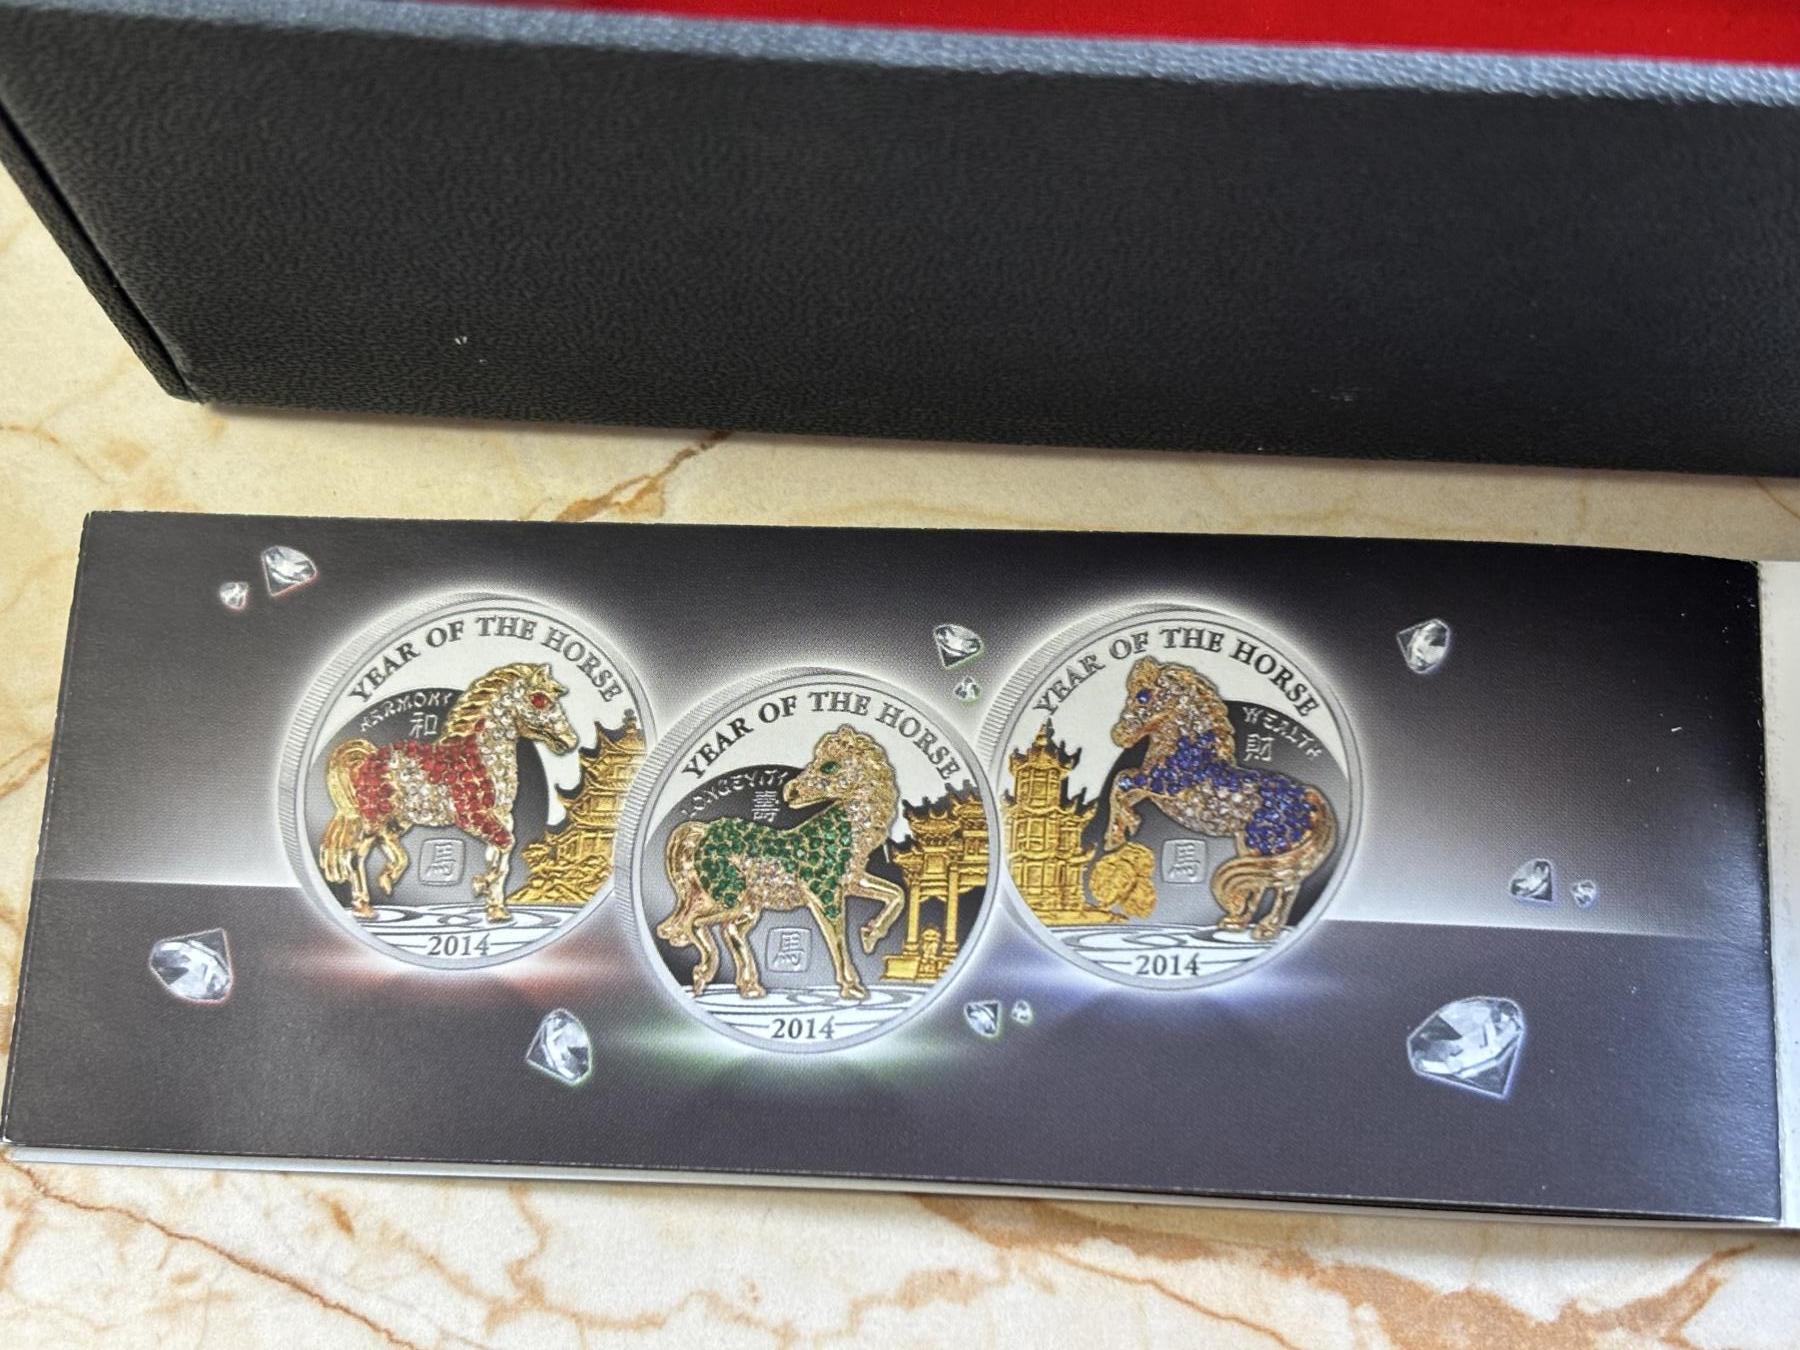 YEAR OF THE HORSE
HARMONY
和
馬
2014
YEAR OF THE HORSE
LONGEVITY
壽
馬
2014
YEAR OF THE HORSE
WEALTH
財
馬
2014